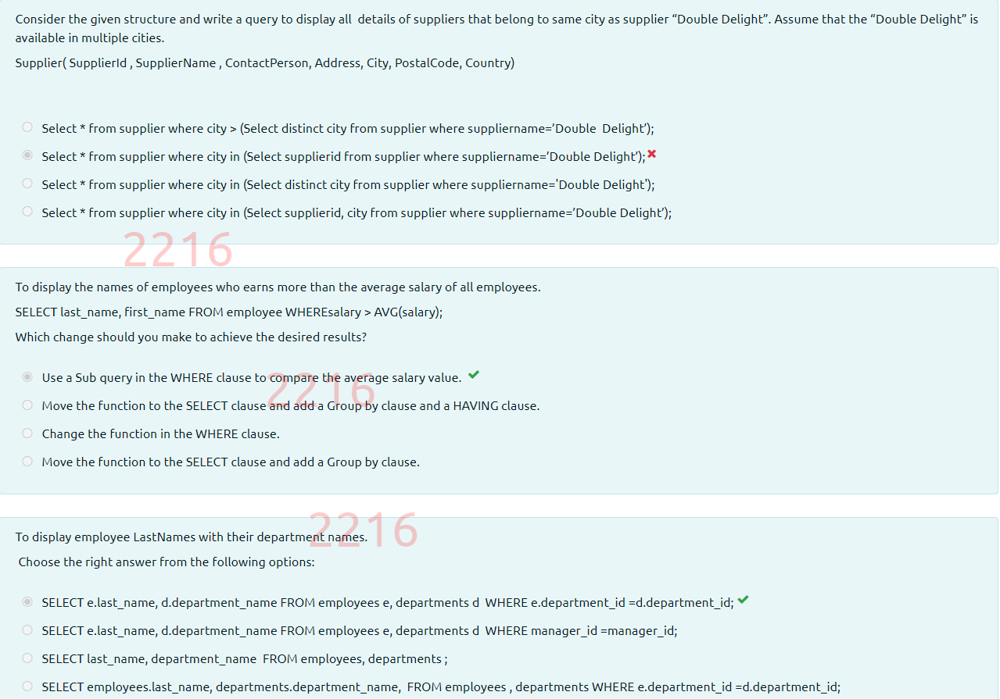 Consider the given structure and write a query to display all  details of suppliers that belong to same city as supplier “Double Delight”. Assume that the “Double Delight” is
available in multiple cities.
Supplier( SupplierId , SupplierName , ContactPerson, Address, City, PostalCode, Country)
Select * from supplier where city > (Select distinct city from supplier where suppliername=’Double  Delight’);
Select * from supplier where city in (Select supplierid from supplier where suppliername=’Double Delight’);
Select * from supplier where city in (Select distinct city from supplier where suppliername='Double Delight');
Select * from supplier where city in (Select supplierid, city from supplier where suppliername=’Double Delight’);
2216
To display the names of employees who earns more than the average salary of all employees.
SELECT last_name, first_name FROM employee WHEREsalary > AVG(salary);
Which change should you make to achieve the desired results?
Use a Sub query in the WHERE clause to compare the average salary value.
2216
Move the function to the SELECT clause and add a Group by clause and a HAVING clause.
Change the function in the WHERE clause.
Move the function to the SELECT clause and add a Group by clause.
2216
To display employee LastNames with their department names.
Choose the right answer from the following options:
SELECT e.last_name, d.department_name FROM employees e, departments d  WHERE e.department_id =d.department_id;
SELECT e.last_name, d.department_name FROM employees e, departments d  WHERE manager_id =manager_id;
SELECT last_name, department_name  FROM employees, departments ;
SELECT employees.last_name, departments.department_name,  FROM employees , departments WHERE e.department_id =d.department_id;